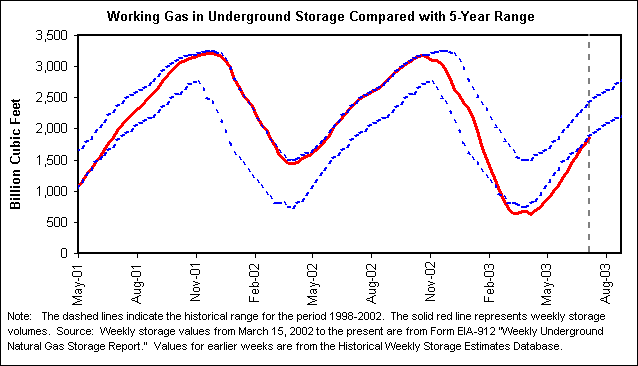 Working Gas in Underground Storage Compared with 5-Year Range
Billion Cubic Feet
3,500
3,000
2,500
2,000
1,500
1,000
500
0
May-01
Aug-01
Nov-01
Feb-02
May-02
Aug-02
Nov-02
Feb-03
May-03
Aug-03
Note: The dashed lines indicate the historical range for the period 1998-2002. The solid red line represents weekly storage
volumes. Source: Weekly storage values from March 15, 2002 to the present are from Form EIA-912 "Weekly Underground
Natural Gas Storage Report." Values for earlier weeks are from the Historical Weekly Storage Estimates Database.